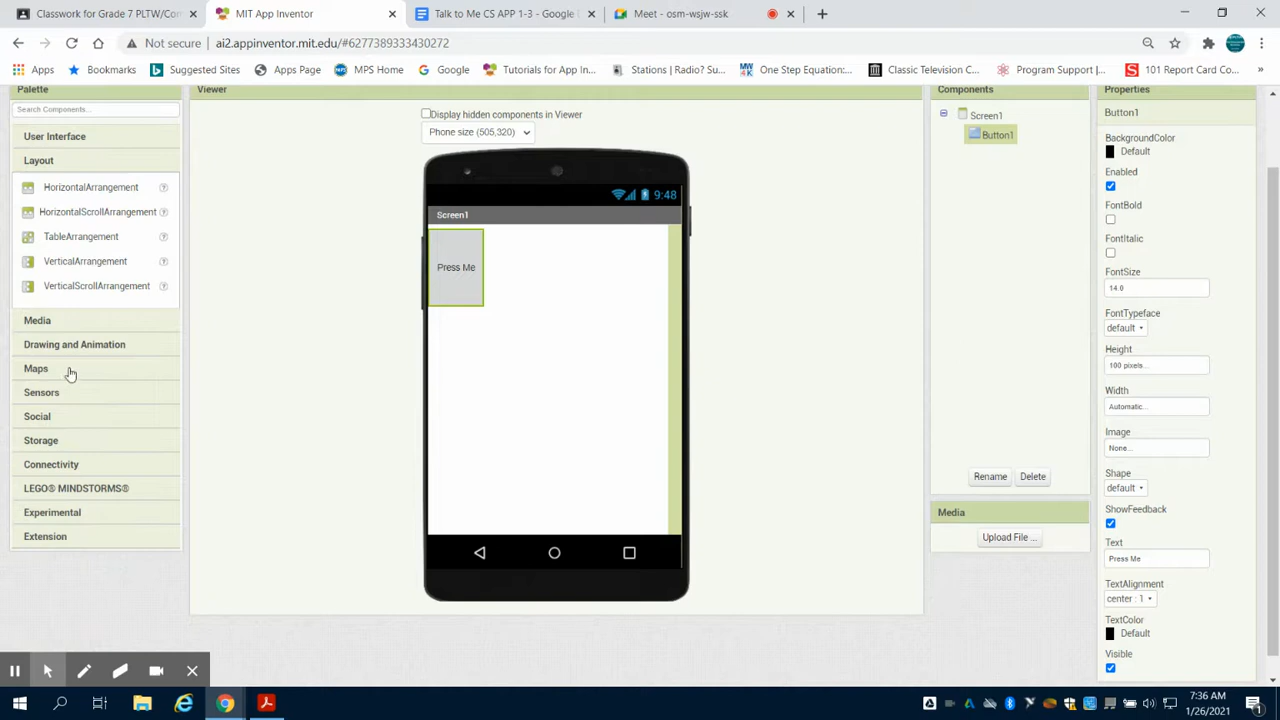 Classwork for Grade 7 PLTW/Con
MIT App Inventor
Talk to Me CS APP 1-3 - Google
Meet - osm-wsjw-ssk
Not secure
ai2.appinventor.mit.edu/#6277389333430272
Apps
Bookmarks
Suggested Sites
Apps Page
MPS Home
Google
Tutorials for App In...
Stations | Radio? Su...
One Step Equation:...
Classic Television C...
Program Support |...
101 Report Card Co...
Palette
Search Components...
User Interface
Layout
HorizontalArrangement
HorizontalScrollArrangement
TableArrangement
VerticalArrangement
VerticalScrollArrangement
Media
Drawing and Animation
Maps
Sensors
Social
Storage
Connectivity
LEGO® MINDSTORMS®
Experimental
Extension
Viewer
Display hidden components in Viewer
Phone size (505,320)
9:48
Screen1
Press Me
Components
Screen1
Button1
Rename
Delete
Media
Upload File ...
Properties
Button1
BackgroundColor
Default
Enabled
FontBold
FontItalic
FontSize
14.0
FontTypeface
default
Height
100 pixels...
Width
Automatic...
Image
None...
Shape
default
ShowFeedback
Text
Press Me
TextAlignment
center : 1
TextColor
Default
Visible
7:36 AM
1/26/2021